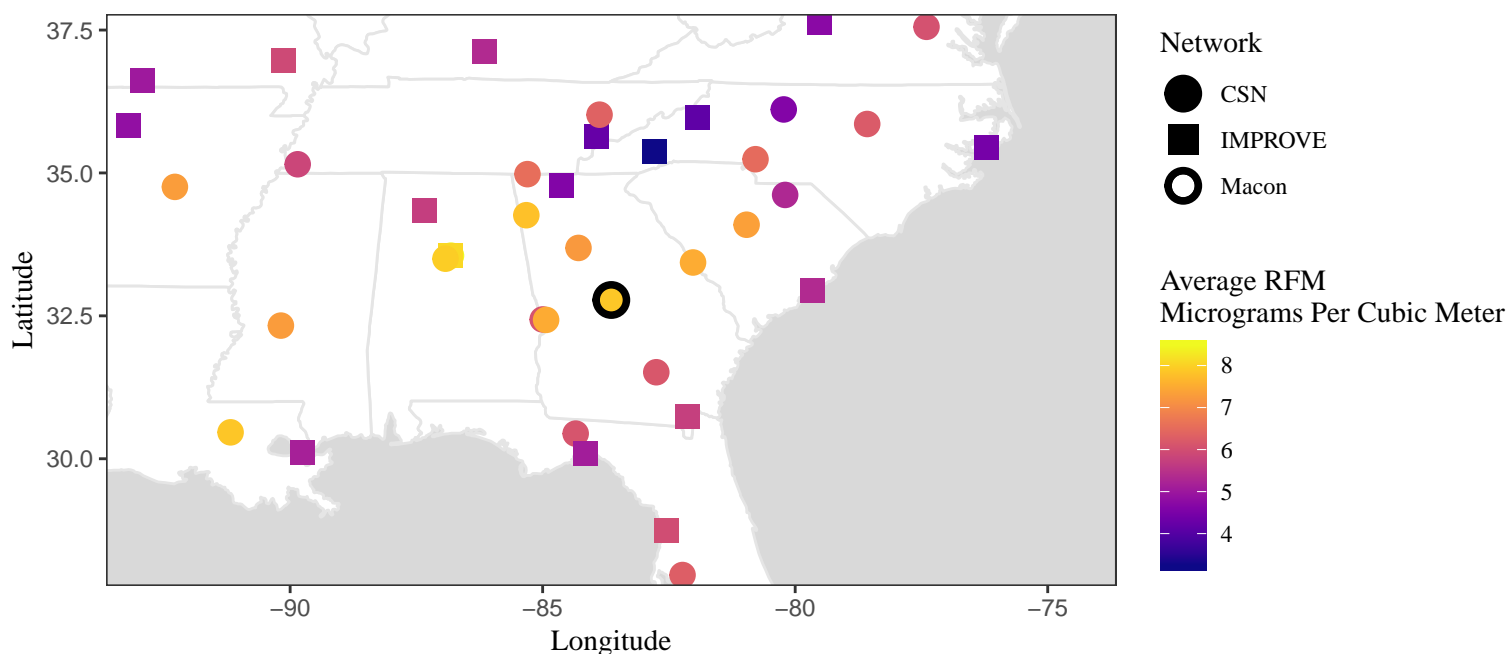 37.5
35.0
32.5
30.0
Latitude
−90
−85
−80
−75
Longitude
Network
CSN
IMPROVE
Macon
Average RFM
Micrograms Per Cubic Meter
8
7
6
5
4